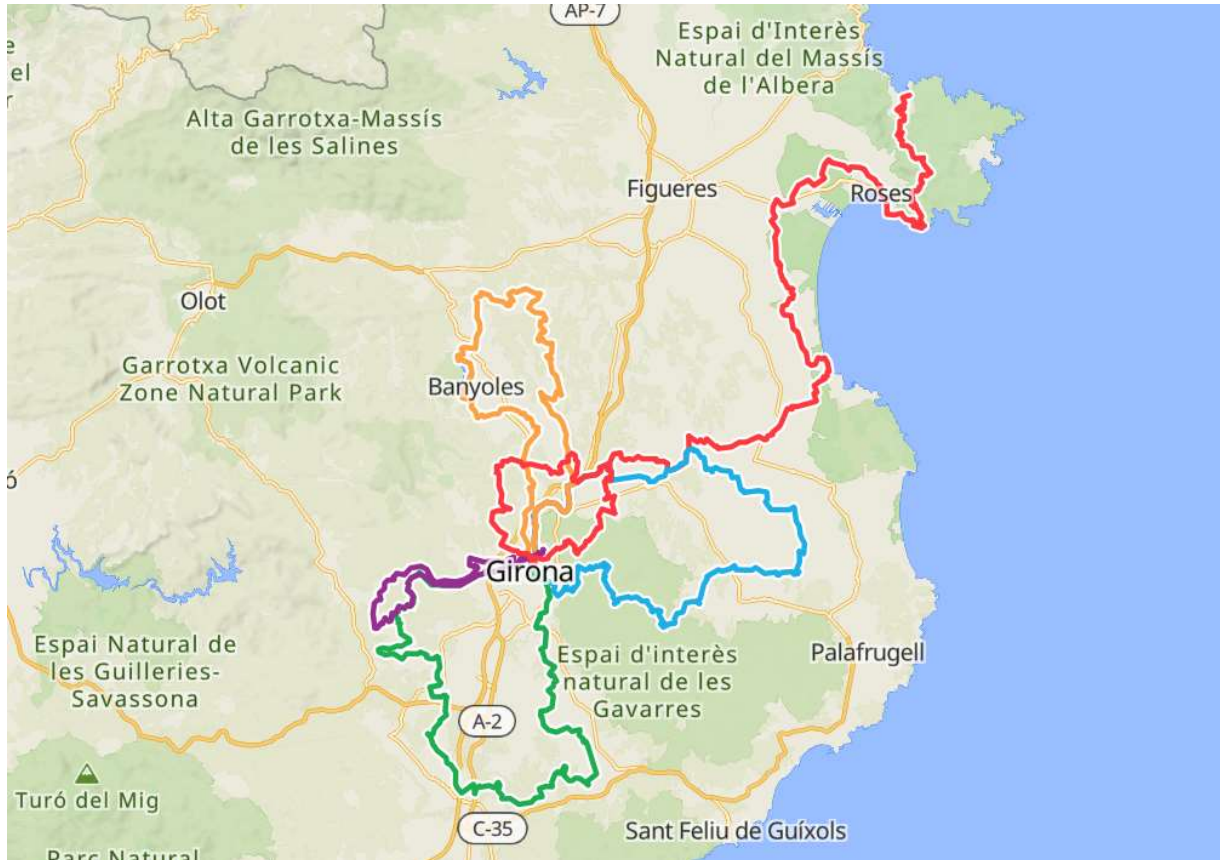 AP-7
Espai d'Interès
Natural del Massís
de l'Albera
Alta Garrotxa-Massís
de les Salines
Figueres
Roses
Olot
Garrotxa Volcanic
Zone Natural Park
Banyoles
Girona
Espai Natural de
les Guilleries-
Savassona
Espai d'interès
natural de les
Gavarres
Palafrugell
A-2
Turó del Mig
C-35
Sant Feliu de Guíxols
Parc Natural